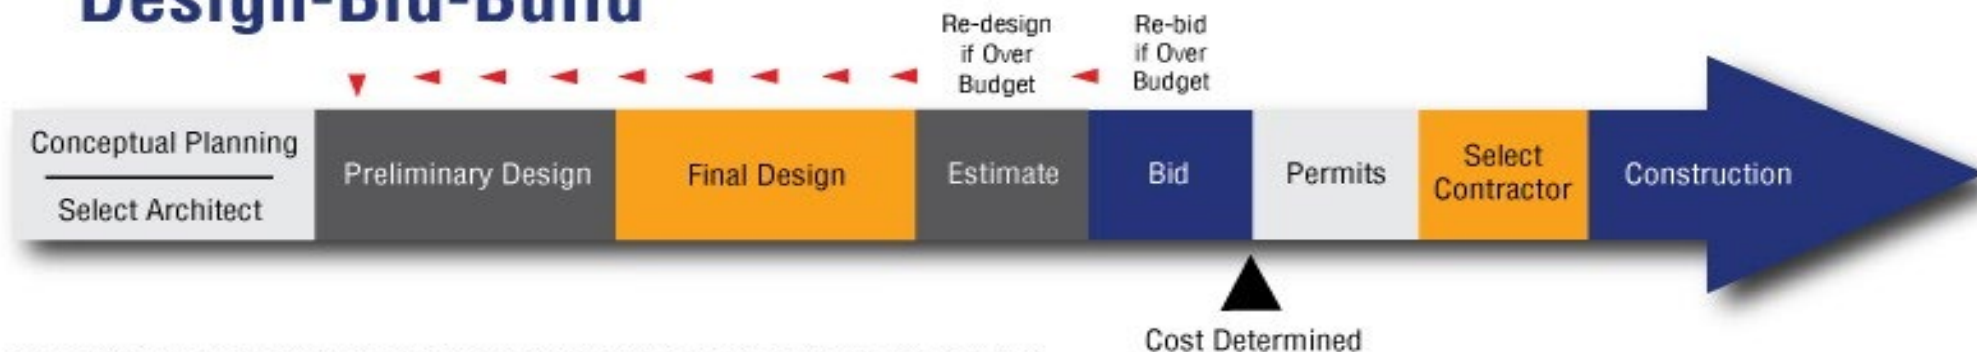 Design-Bid-Build
Re-design
if Over
Budget
Re-bid
if Over
Budget
Conceptual Planning
Select Architect
Preliminary Design
Final Design
Estimate
Bid
Permits
Select
Contractor
Construction
Cost Determined